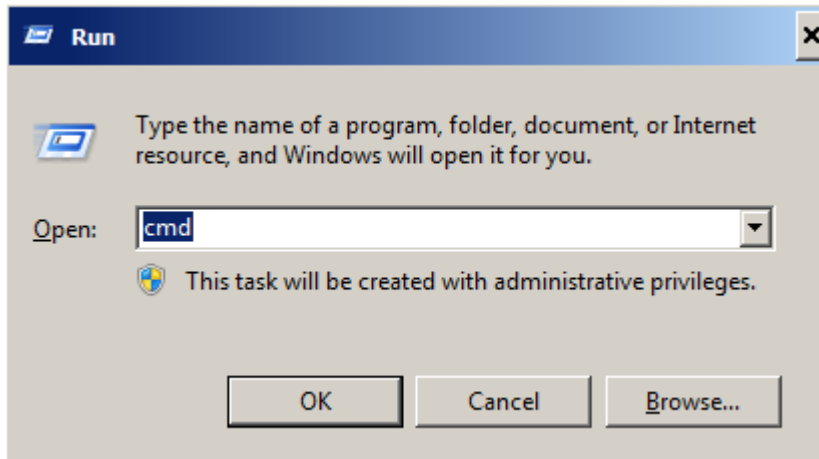 Run
Type the name of a program, folder, document, or Internet
resource, and Windows will open it for you.
Open: cmd
This task will be created with administrative privileges.
OK Cancel Browse...